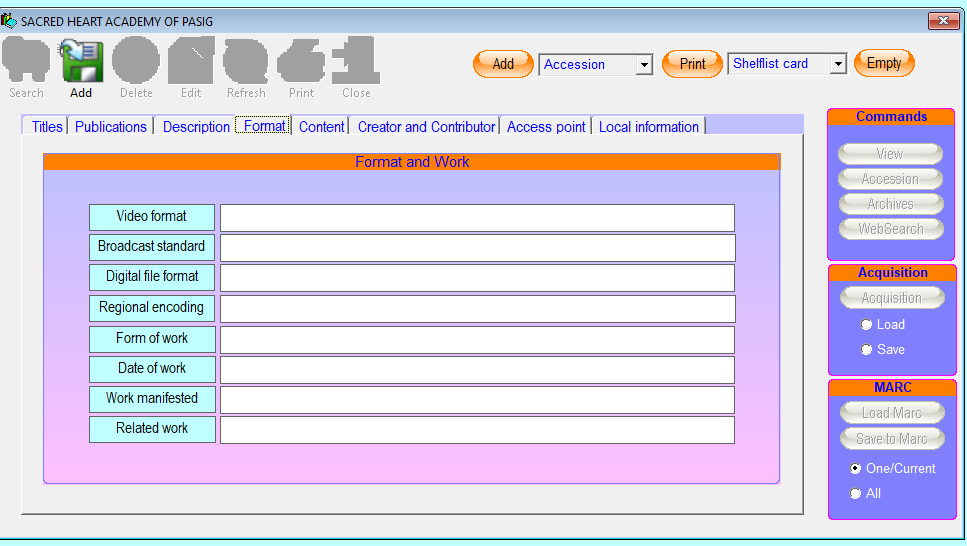 SACRED HEART ACADEMY OF PASIG
Search Add Delete Edit Refresh Print Close
Add Accession Print Shelflist card Empty
Titles Publications Description Format Content Creator and Contributor Access point Local information
Format and Work
Video format
Broadcast standard
Digital file format
Regional encoding
Form of work
Date of work
Work manifested
Related work
Commands
View
Accession
Archives
WebSearch
Acquisition
Acquisition
Load
Save
MARC
Load Marc
Save to Marc
One/Current
All